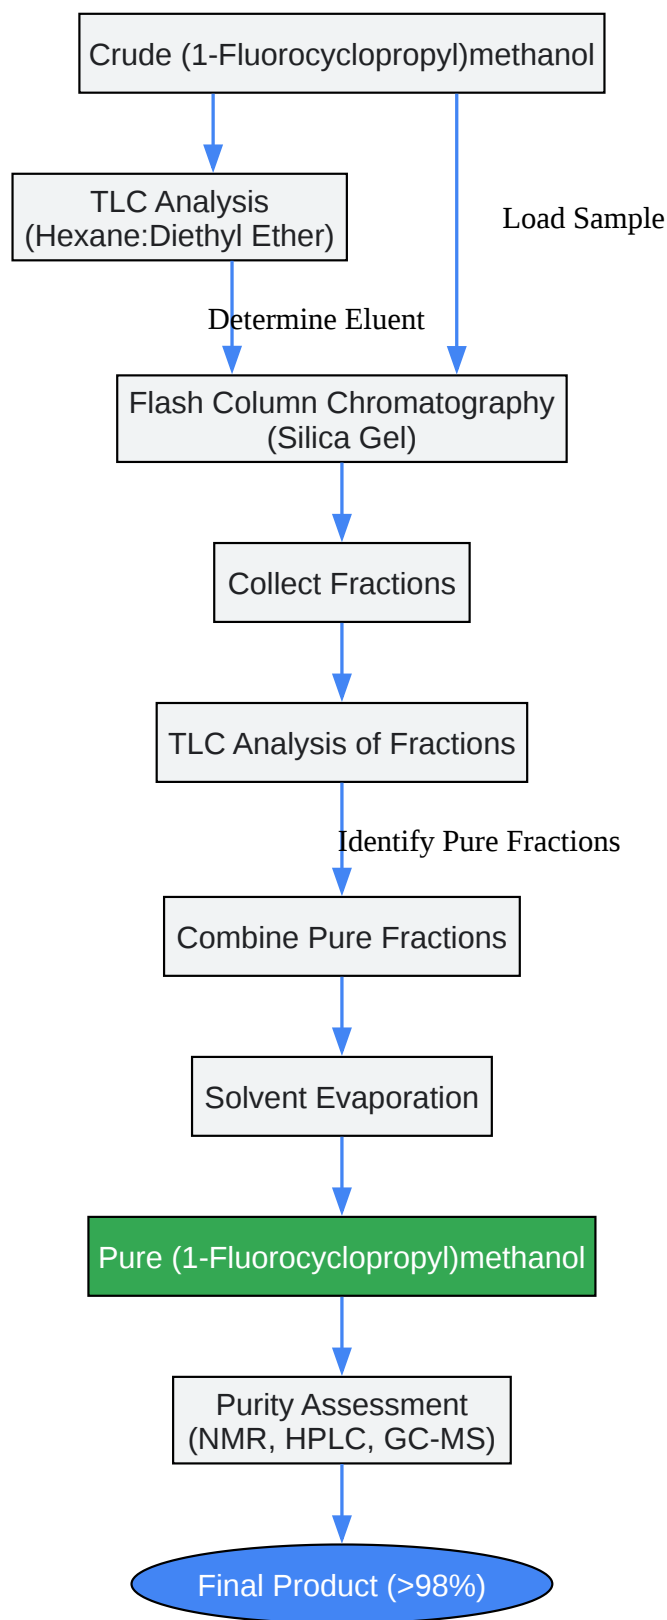 Crude (1-Fluorocyclopropyl)methanol
TLC Analysis
(Hexane:Diethyl Ether)
Load Sample
Determine Eluent
Flash Column Chromatography
(Silica Gel)
Collect Fractions
TLC Analysis of Fractions
Identify Pure Fractions
Combine Pure Fractions
Solvent Evaporation
Pure (1-Fluorocyclopropyl)methanol
Purity Assessment
(NMR, HPLC, GC-MS)
Final Product (>98%)